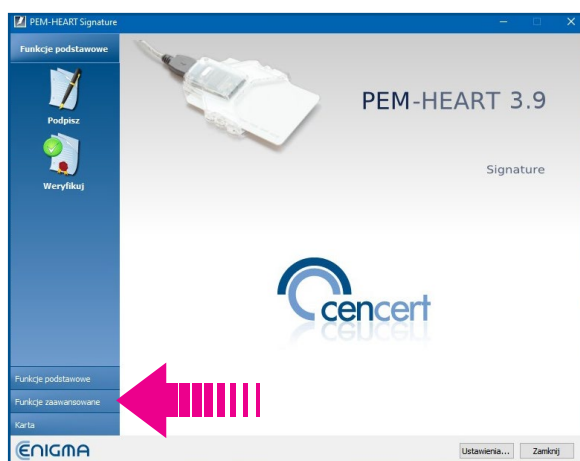 PEM-HEART Signature
Funkcje podstawowe
Podpisz
Weryfikuj
PEM-HEART 3.9
Signature
cencert
Funkcje podstawowe
Funkcje zaawansowane
Karta
ENIGMA
Ustawienia...
Zamknij